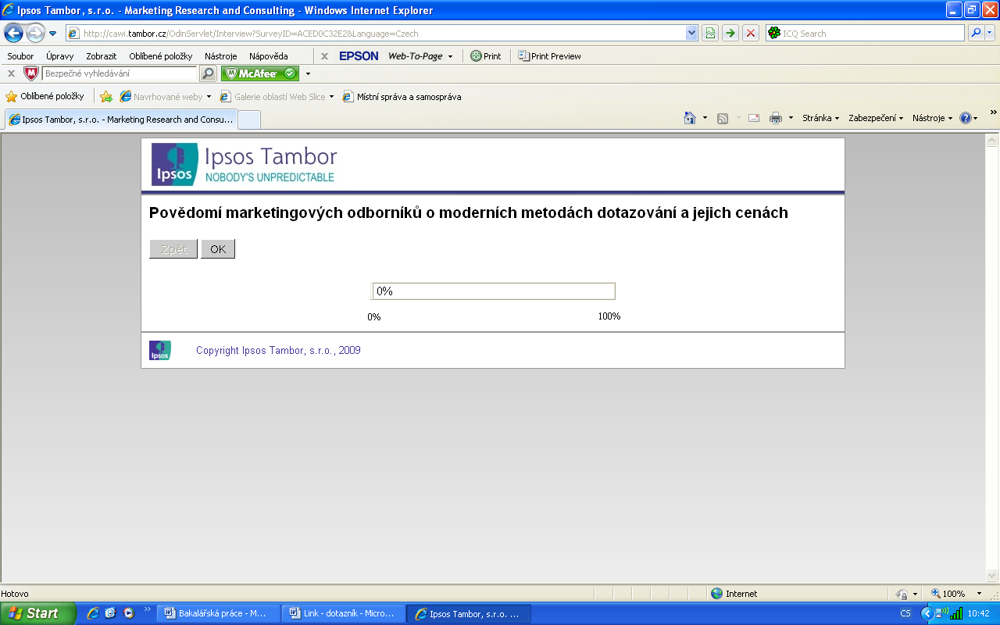 Ipsos Tambor, s.r.o. - Marketing Research and Consulting - Windows Internet Explorer
http://cawi.tambor.cz/OdinServlet/Interview?SurveyID=ACED0C32E2&Language=Czech
ICQ Search
Soubor Úpravy Zobrazit Oblíbené položky Nástroje Nápověda x EPSON Web-To-Page Print Print Preview
x Bezpečné vyhledávání McAfee
Oblíbené položky Navrhované weby Galerie oblastí Web Slice Místní správa a samospráva
Ipsos Tambor, s.r.o. - Marketing Research and Consu... Stránka Zabezpečení Nástroje
Ipsos
Ipsos Tambor
NOBODY'S UNPREDICTABLE
Povědomí marketingových odborníků o moderních metodách dotazování a jejich cenách
Zpět OK
0%
0% 100%
Ipsos Copyright Ipsos Tambor, s.r.o., 2009
Hotovo Internet 100%
Start Bakalářská práce - M... Link - dotazník - Micro... Ipsos Tambor, s.r.o. ... CS 10:42